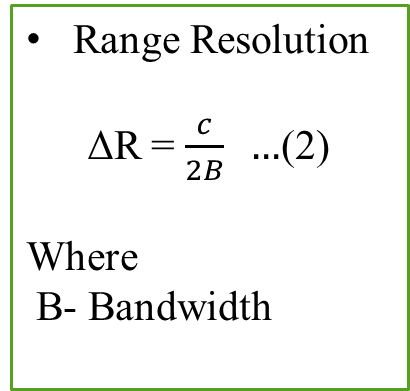 • Range Resolution
ΔR = c/2B ...(2)
Where
B- Bandwidth